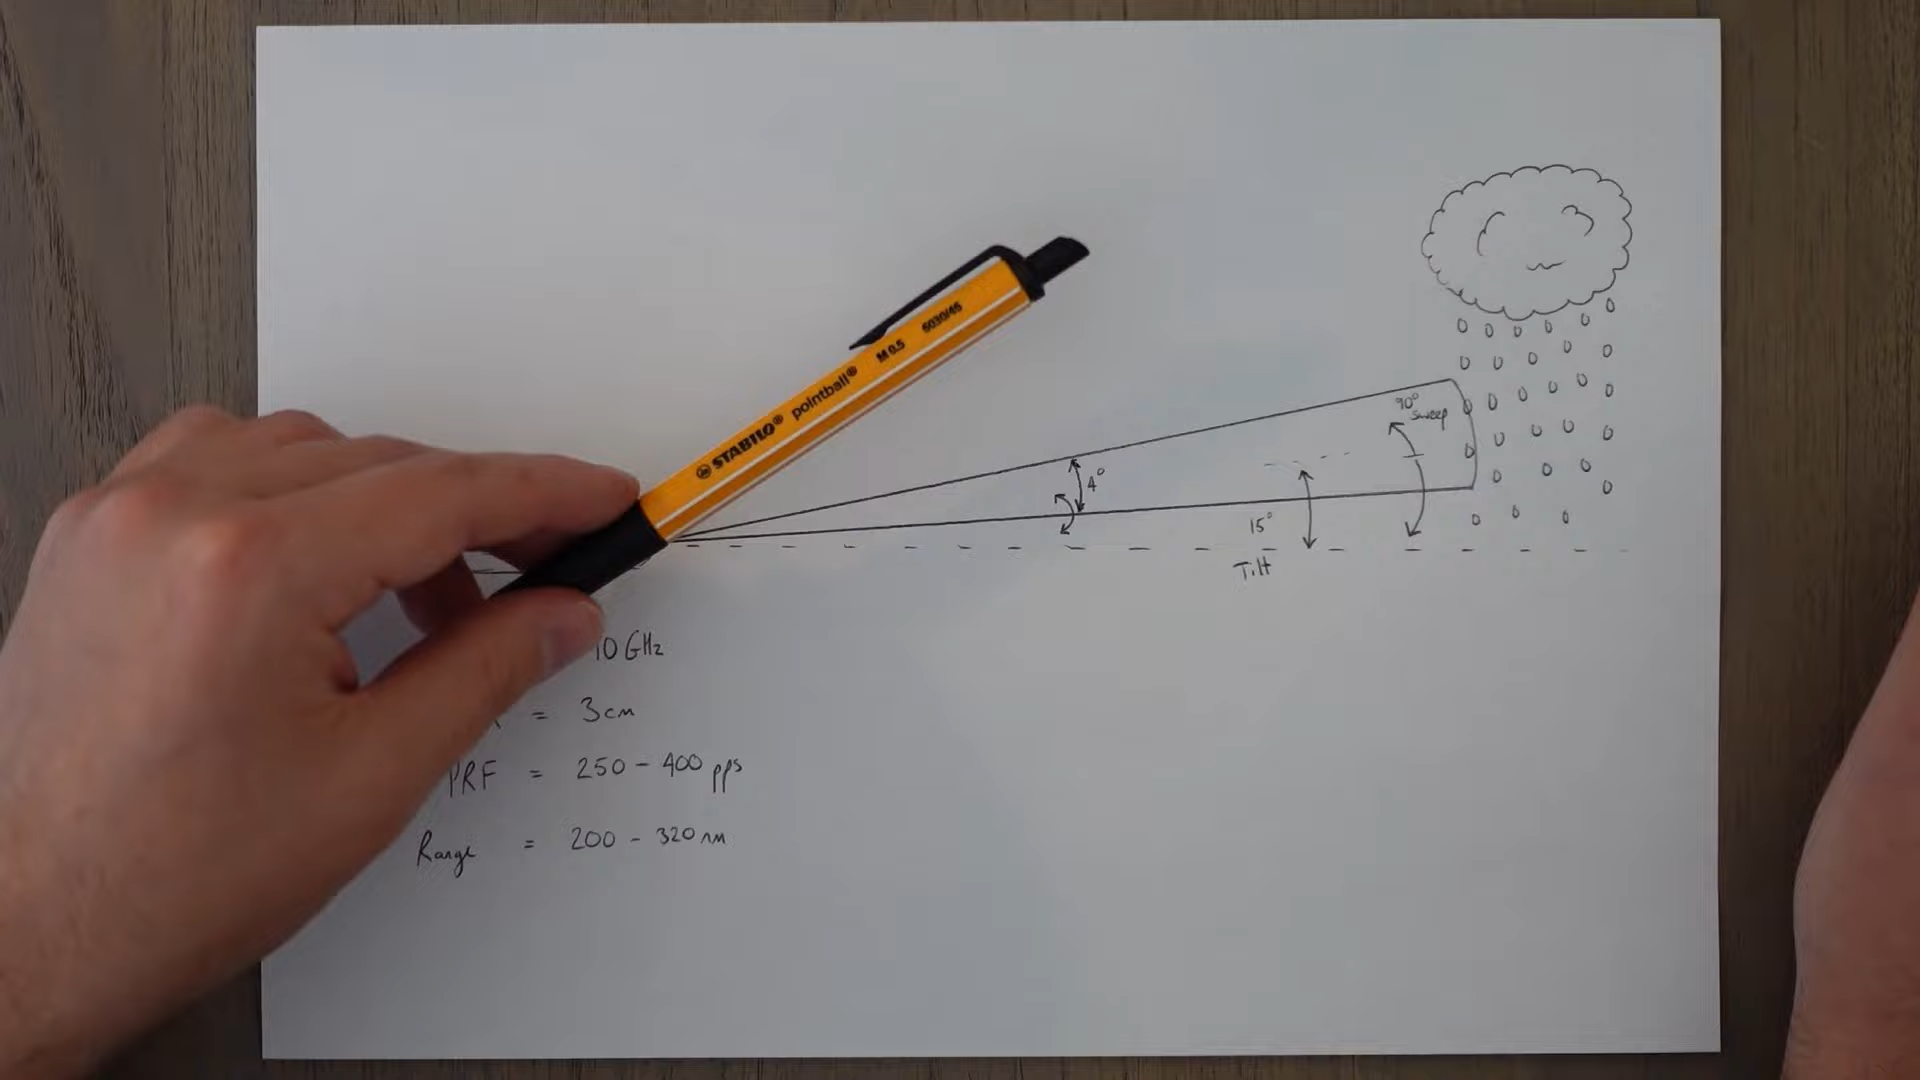 STABILO® pointball® M 0.5 6030/45
90°
sweep
4°
15°
Tilt
10 GHz
= 3cm
PRF = 250 - 400 pps
Range = 200 - 320 nm